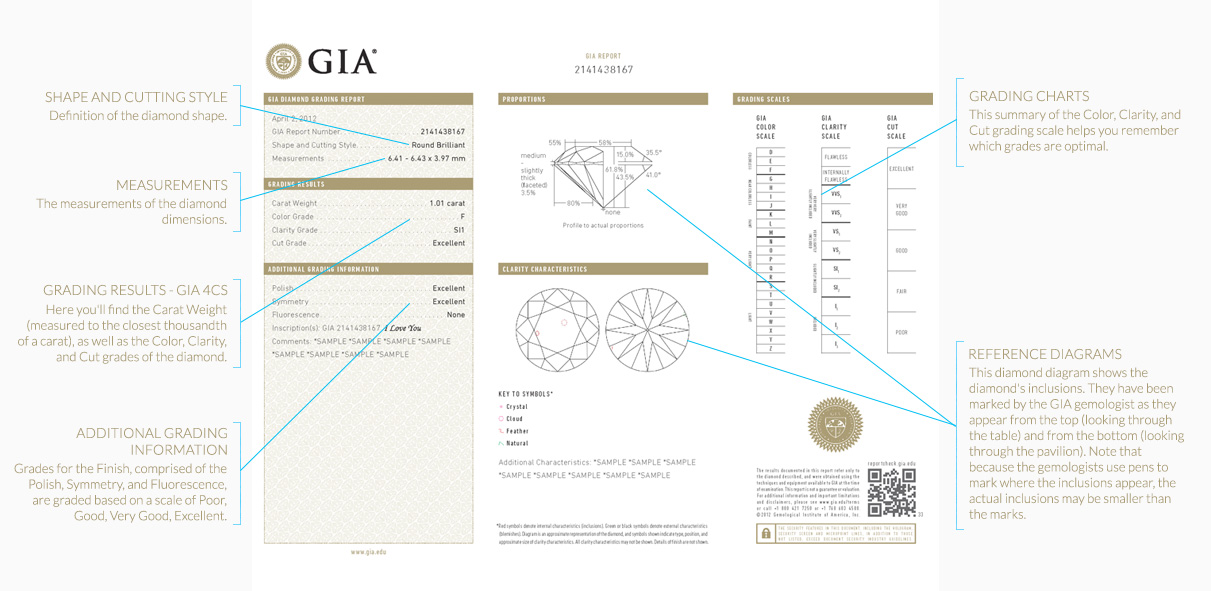 GIA®
GIA REPORT
2141438167
SHAPE AND CUTTING STYLE
Definition of the diamond shape.
MEASUREMENTS
The measurements of the diamond
dimensions.
GRADING RESULTS - GIA 4CS
Here you'll find the Carat Weight
(measured to the closest thousandth
of a carat), as well as the Color, Clarity,
and Cut grades of the diamond.
ADDITIONAL GRADING
INFORMATION
Grades for the Finish, comprised of the
Polish, Symmetry, and Fluorescence,
are graded based on a scale of Poor,
Good, Very Good, Excellent.
GIA DIAMOND GRADING REPORT
April 2, 2012
GIA Report Number 2141438167
Shape and Cutting Style Round Brilliant
Measurements 6.41 - 6.43 x 3.97 mm
GRADING RESULTS
Carat Weight 1.01 carat
Color Grade F
Clarity Grade SI1
Cut Grade Excellent
ADDITIONAL GRADING INFORMATION
Polish Excellent
Symmetry Excellent
Fluorescence None
Inscription(s): GIA 2141438167, I Love You
Comments: *SAMPLE *SAMPLE *SAMPLE *SAMPLE
*SAMPLE *SAMPLE *SAMPLE *SAMPLE
www.gia.edu
PROPORTIONS
55%
58%
35.5°
15.0%
medium
-
slightly
thick
(faceted)
3.5%
61.8%
43.5%
41.0°
80%
none
Profile to actual proportions
CLARITY CHARACTERISTICS
KEY TO SYMBOLS*
Crystal
Cloud
Feather
Natural
Additional Characteristics: *SAMPLE *SAMPLE *SAMPLE
*SAMPLE *SAMPLE *SAMPLE *SAMPLE *SAMPLE
*Red symbols denote internal characteristics (inclusions). Green or black symbols denote external characteristics
(blemishes). Diagram is an approximate representation of the diamond, and symbols shown indicate type, position, and
approximate size of clarity characteristics. All clarity characteristics may not be shown. Details of finish are not shown.
GRADING SCALES
GIA
COLOR
SCALE
D
E
F
G
H
I
J
K
L
M
N
O
P
Q
R
S
T
U
V
W
X
Y
Z
GIA
CLARITY
SCALE
FLAWLESS
INTERNALLY
FLAWLESS
VVS1
VVS2
VS1
VS2
SI1
SI2
I1
I2
I3
GIA
CUT
SCALE
EXCELLENT
VERY
GOOD
GOOD
FAIR
POOR
reportcheck.gia.edu
The results documented in this report refer only to
the diamond described, and were obtained using the
techniques and equipment available to GIA at the time
of examination. This report is not a guarantee or valuation.
For additional information and important limitations
and disclaimers, please see www.gia.edu/terms
or call +1 800 421 7250 or +1 760 603 4500
©2012 Gemological Institute of America, Inc.
THE SECURITY FEATURES IN THIS DOCUMENT, INCLUDING THE HOLOGRAM,
SECURITY SCREEN AND MICROPRINT LINES, IN ADDITION TO THOSE
NOT LISTED, EXCEED DOCUMENT SECURITY INDUSTRY GUIDELINES.
GRADING CHARTS
This summary of the Color, Clarity, and
Cut grading scale helps you remember
which grades are optimal.
REFERENCE DIAGRAMS
This diamond diagram shows the
diamond's inclusions. They have been
marked by the GIA gemologist as they
appear from the top (looking through
the table) and from the bottom (looking
through the pavilion). Note that
because the gemologists use pens to
mark where the inclusions appear, the
actual inclusions may be smaller than
the marks.